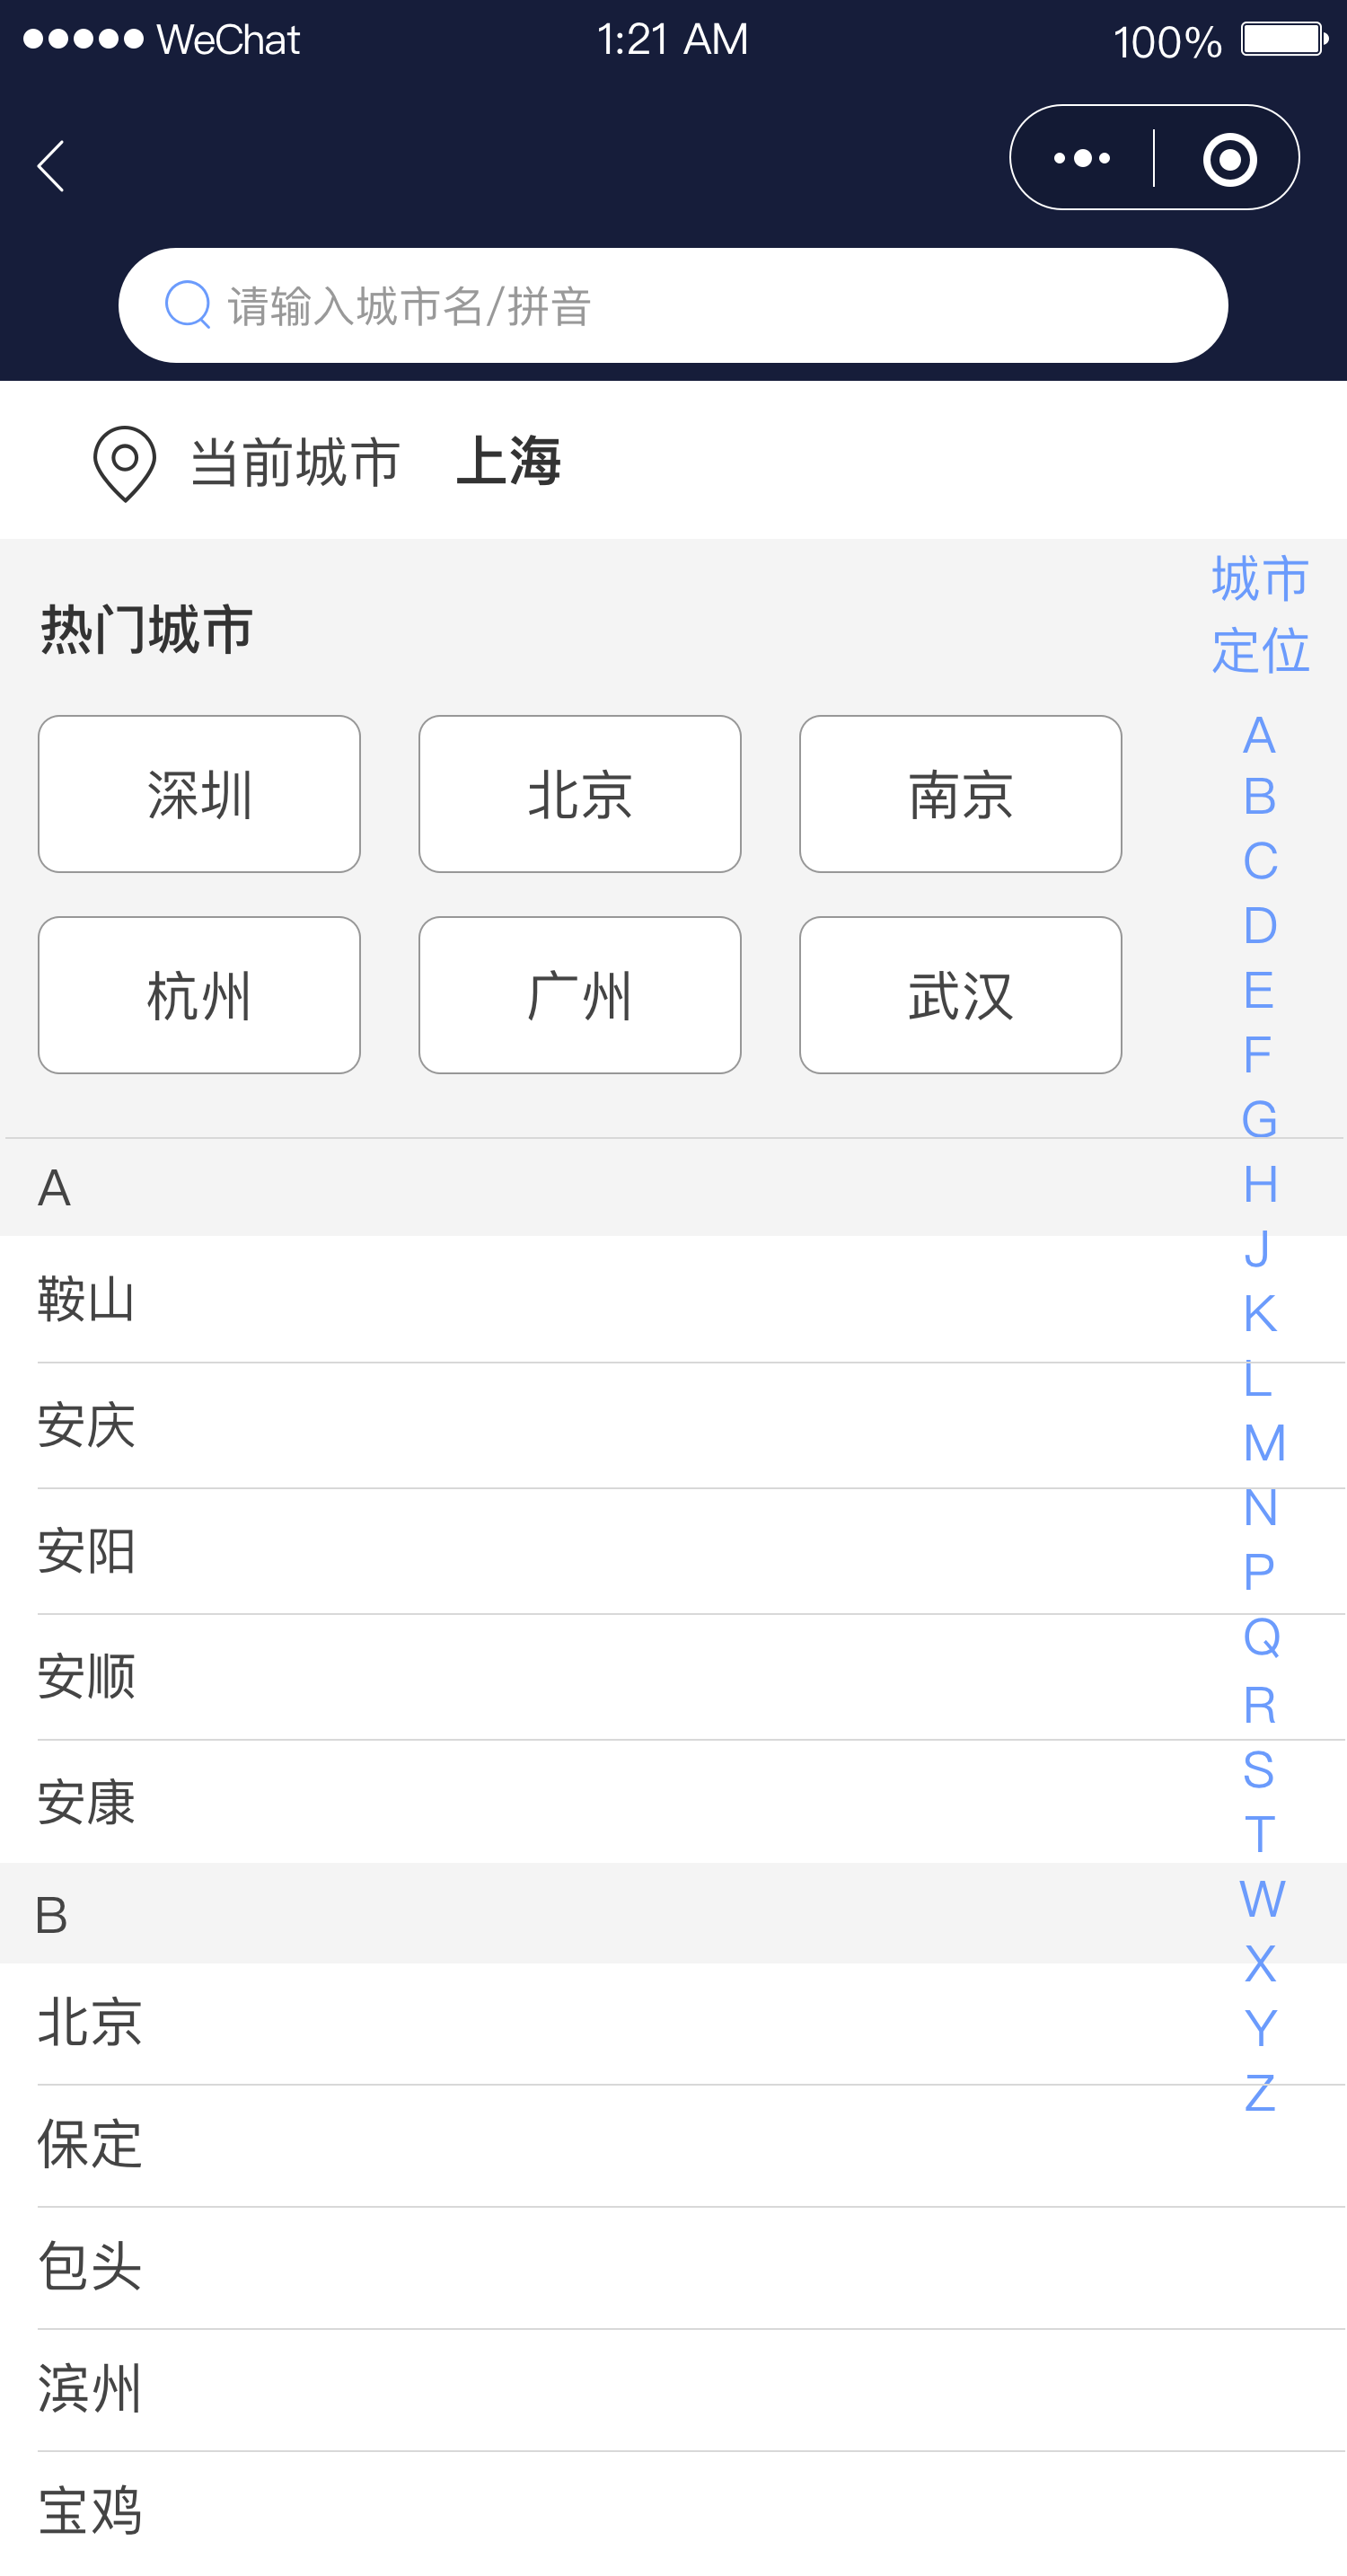 WeChat 1:21 AM 100%
请输入城市名/拼音
当前城市 上海
热门城市
城市
定位
深圳 北京 南京
杭州 广州 武汉
A
B
C
D
E
F
G
H
J
K
L
M
N
P
Q
R
S
T
W
X
Y
Z
A
鞍山
安庆
安阳
安顺
安康
B
北京
保定
包头
滨州
宝鸡